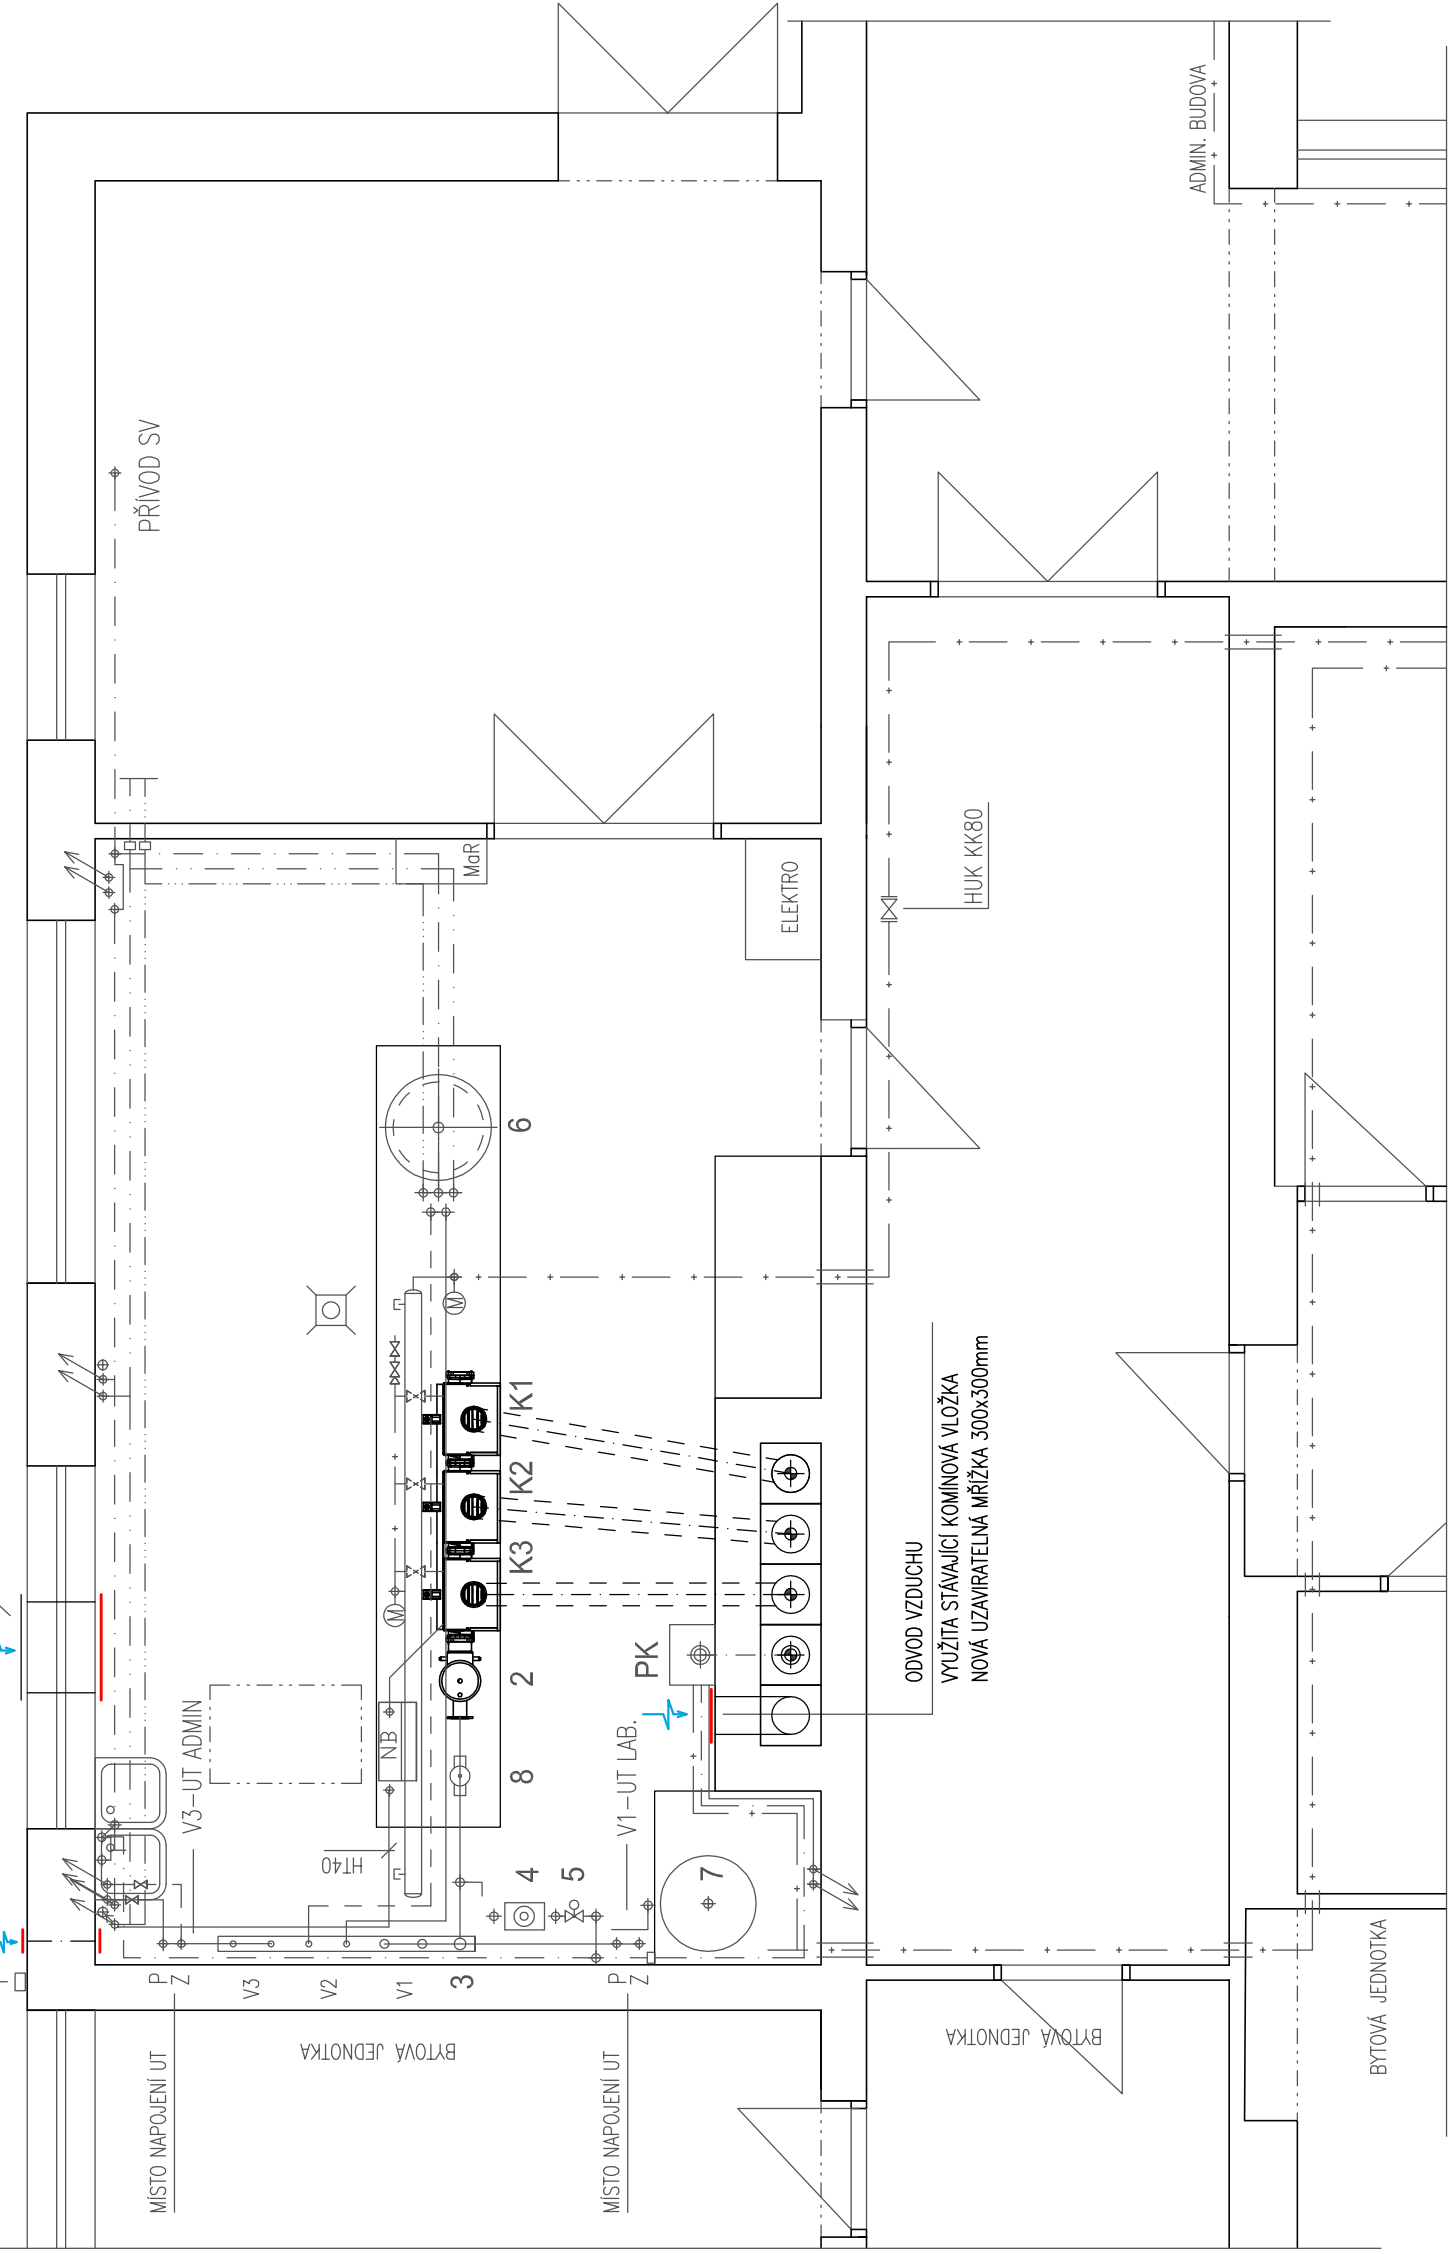 ADMIN. BUDOVA
PŘÍVOD SV
MaR
ELEKTRO
HUK KK80
6
M
K1
K2
K3
M
2
PK
NB
8
V3-UT ADMIN
V1-UT LAB.
HT40
4
5
7
ODVOD VZDUCHU
VYUŽITA STÁVAJÍCÍ KOMÍNOVÁ VLOŽKA
NOVÁ UZAVIRATELNÁ MŘÍŽKA 300x300mm
P
Z
V3
V2
V1
3
P
Z
MÍSTO NAPOJENÍ UT
BYTOVÁ JEDNOTKA
MÍSTO NAPOJENÍ UT
BYTOVÁ JEDNOTKA
BYTOVÁ JEDNOTKA